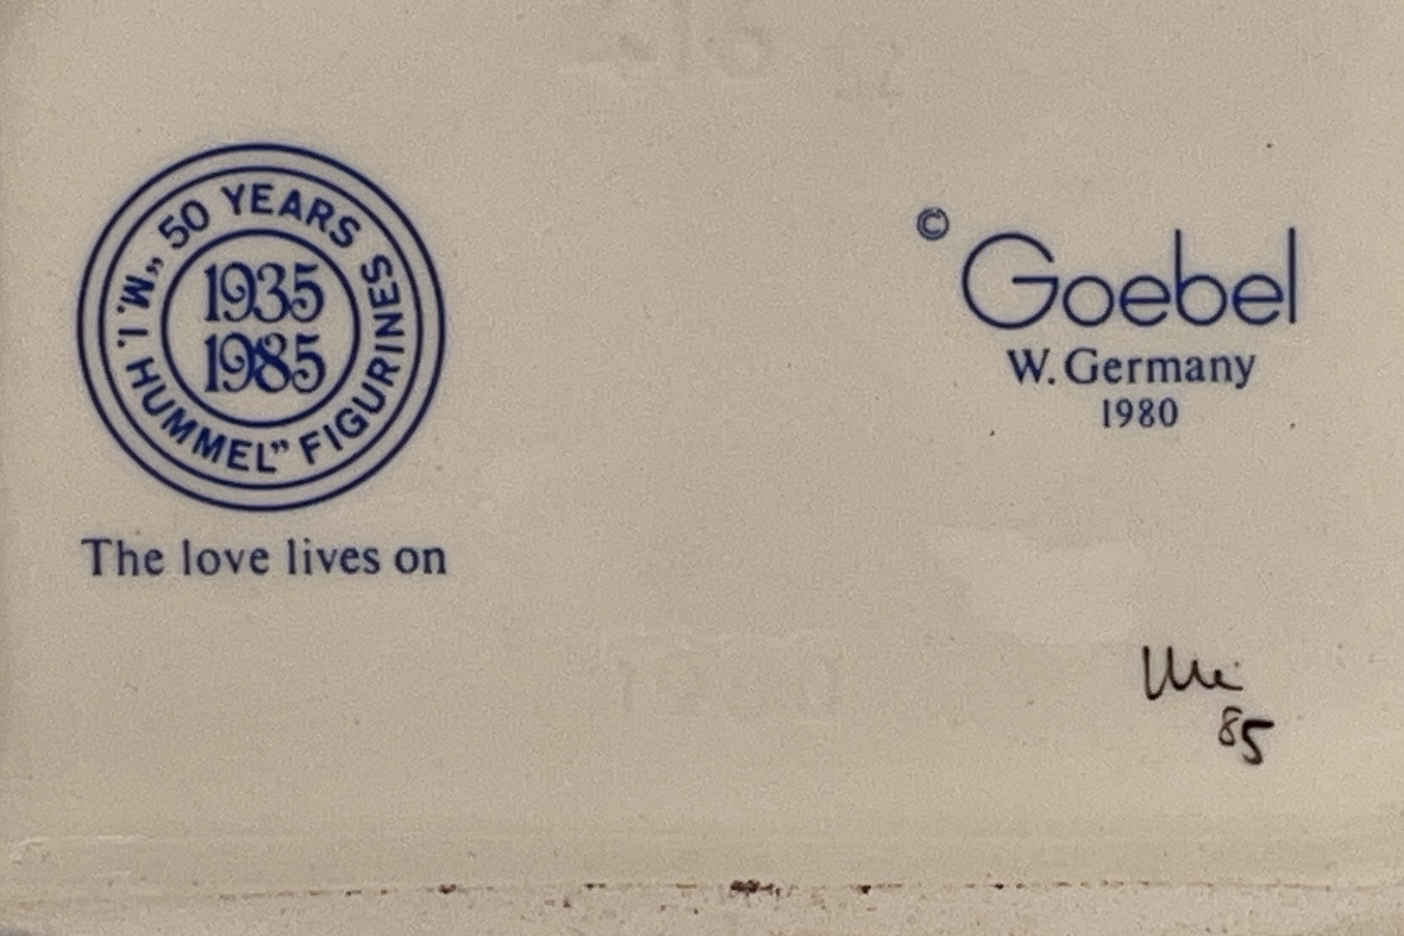 „M. I. HUMMEL” FIGURINES
50 YEARS
1935
1985
The love lives on
© Goebel
W. Germany
1980
85